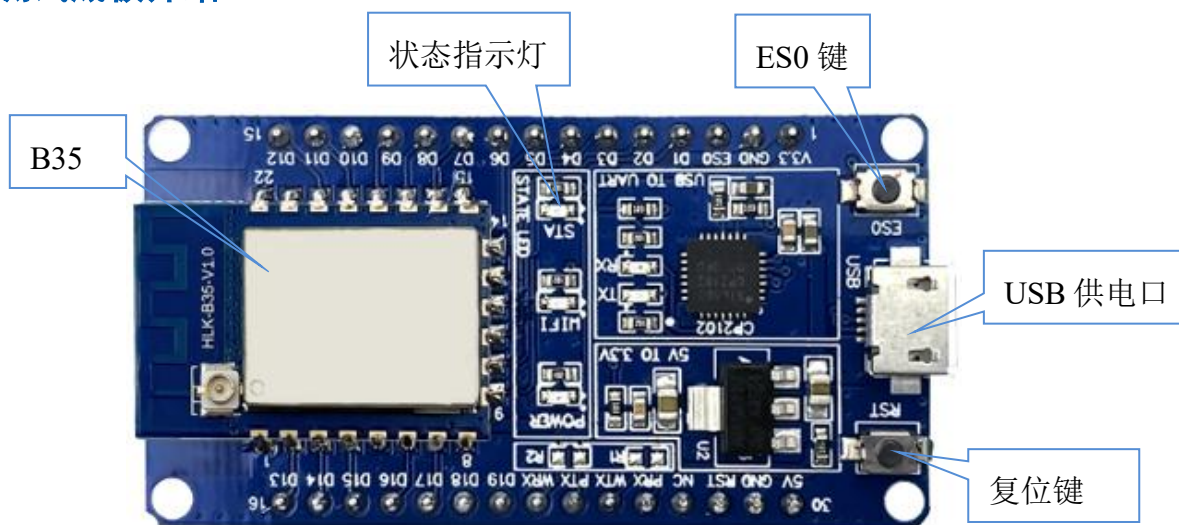 状态指示灯
ES0 键
B35
USB 供电口
复位键
15
D12
D11
D10
D9
D8
D7
D6
D5
D4
D3
D2
D1
ES0
GND
V3.3
1
22
15
14
STATE LED
USB TO UART
STA
RX
TX
WIFI
CP2102
ES0
USB
HLK-B35-V1.0
5V TO 3.3V
POWER
RST
U2
R2
R1
9
1
8
16
D13
D14
D15
D16
D17
D18
D19
WRX
PTX
WTX
PRX
NC
RST
GND
5V
30